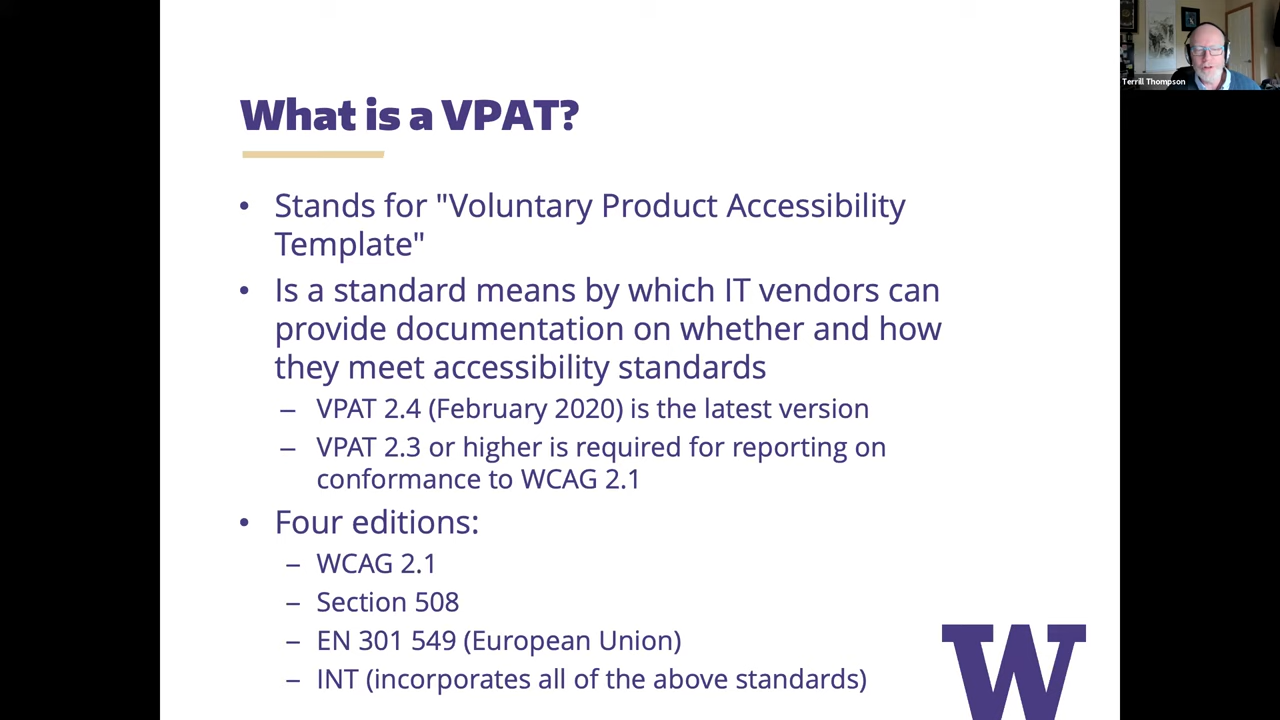 What is a VPAT?
• Stands for "Voluntary Product Accessibility
Template"
• Is a standard means by which IT vendors can
provide documentation on whether and how
they meet accessibility standards
– VPAT 2.4 (February 2020) is the latest version
– VPAT 2.3 or higher is required for reporting on
conformance to WCAG 2.1
• Four editions:
– WCAG 2.1
– Section 508
– EN 301 549 (European Union)
– INT (incorporates all of the above standards)
W
Terrill Thompson